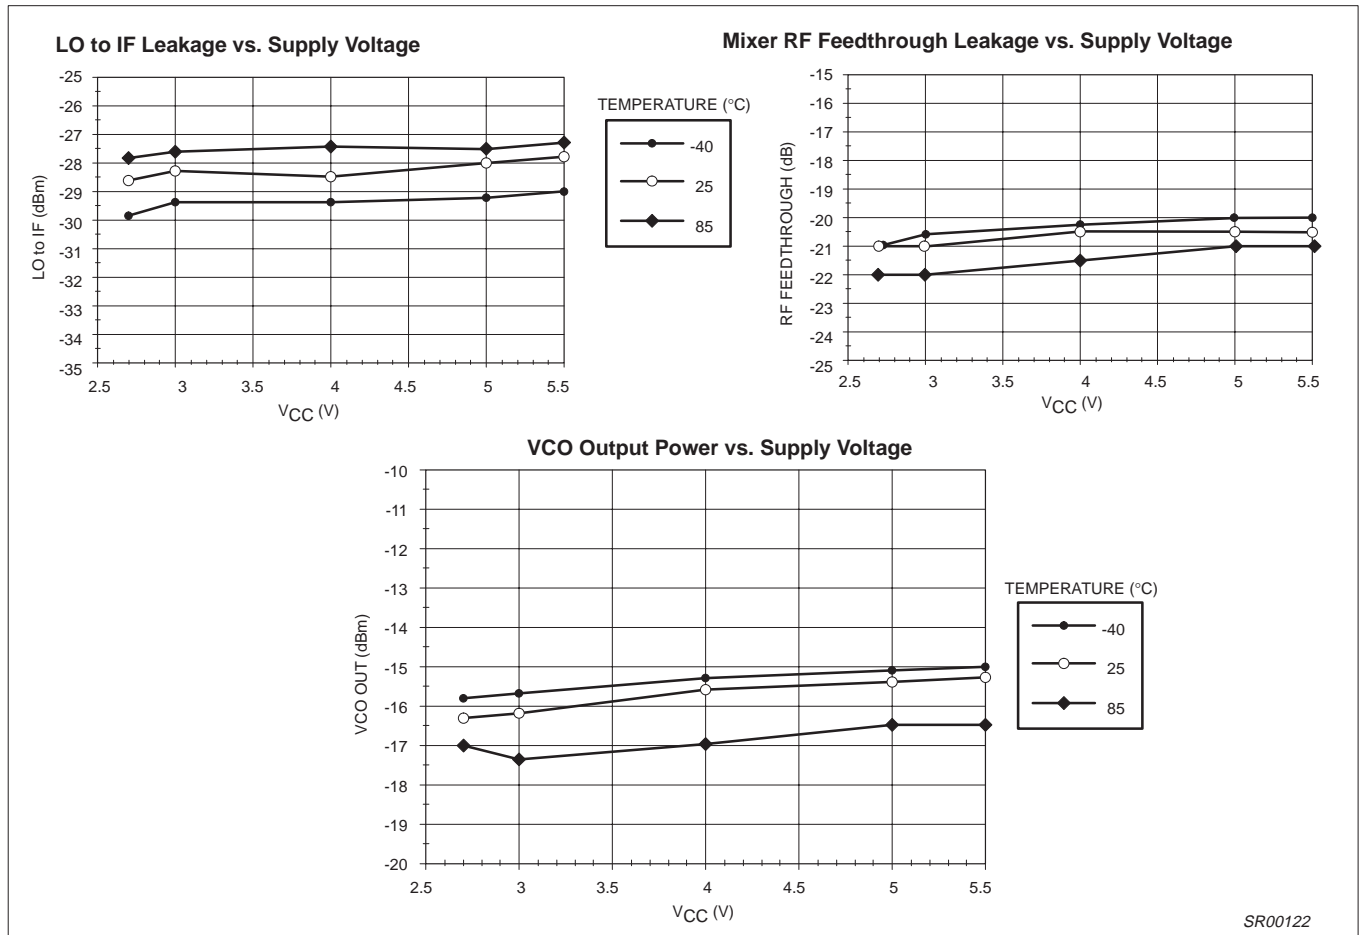 LO to IF Leakage vs. Supply Voltage
-25
-26
-27
-28
-29
-30
-31
-32
-33
-34
-35
LO to IF (dBm)
2.5 3 3.5 4 4.5 5 5.5
VCC (V)
TEMPERATURE (°C)
-40
25
85
Mixer RF Feedthrough Leakage vs. Supply Voltage
-15
-16
-17
-18
-19
-20
-21
-22
-23
-24
-25
RF FEEDTHROUGH (dB)
2.5 3 3.5 4 4.5 5 5.5
VCC (V)
VCO Output Power vs. Supply Voltage
-10
-11
-12
-13
-14
-15
-16
-17
-18
-19
-20
VCO OUT (dBm)
2.5 3 3.5 4 4.5 5 5.5
VCC (V)
TEMPERATURE (°C)
-40
25
85
SR00122